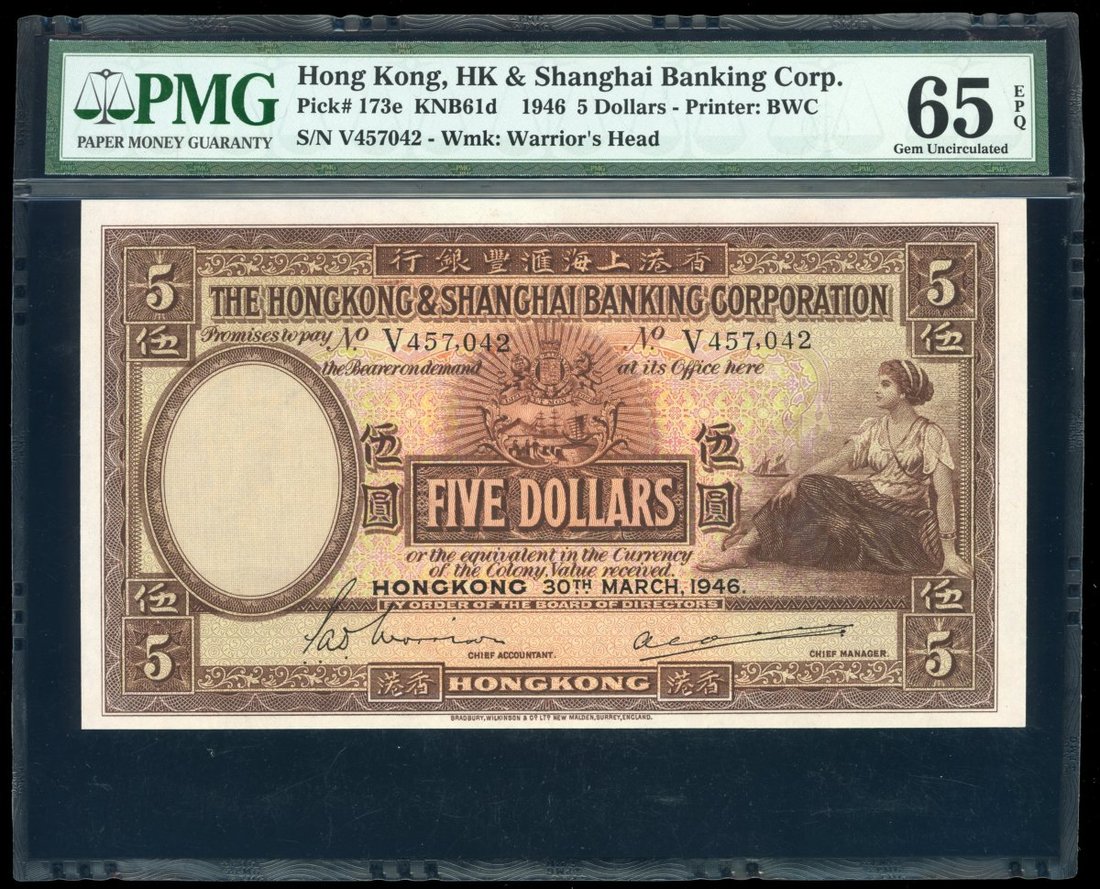 PMG
PAPER MONEY GUARANTY
Hong Kong, HK & Shanghai Banking Corp.
Pick# 173e KNB61d 1946 5 Dollars - Printer: BWC
S/N V457042 - Wmk: Warrior's Head
65 EPQ
Gem Uncirculated
行銀豐滙海上港香
5 5
THE HONGKONG & SHANGHAI BANKING CORPORATION
伍 伍
Promises to pay No V457,042 No V457,042
the Bearer on demand at its Office here
伍圓 伍圓
FIVE DOLLARS
or the equivalent in the Currency
of the Colony, Value received.
HONGKONG 30TH MARCH, 1946.
BY ORDER OF THE BOARD OF DIRECTORS
伍 伍
5 5
CHIEF ACCOUNTANT. CHIEF MANAGER.
港香 HONGKONG 港香
BRADBURY, WILKINSON & Co LTD NEW MALDEN, SURREY, ENGLAND.